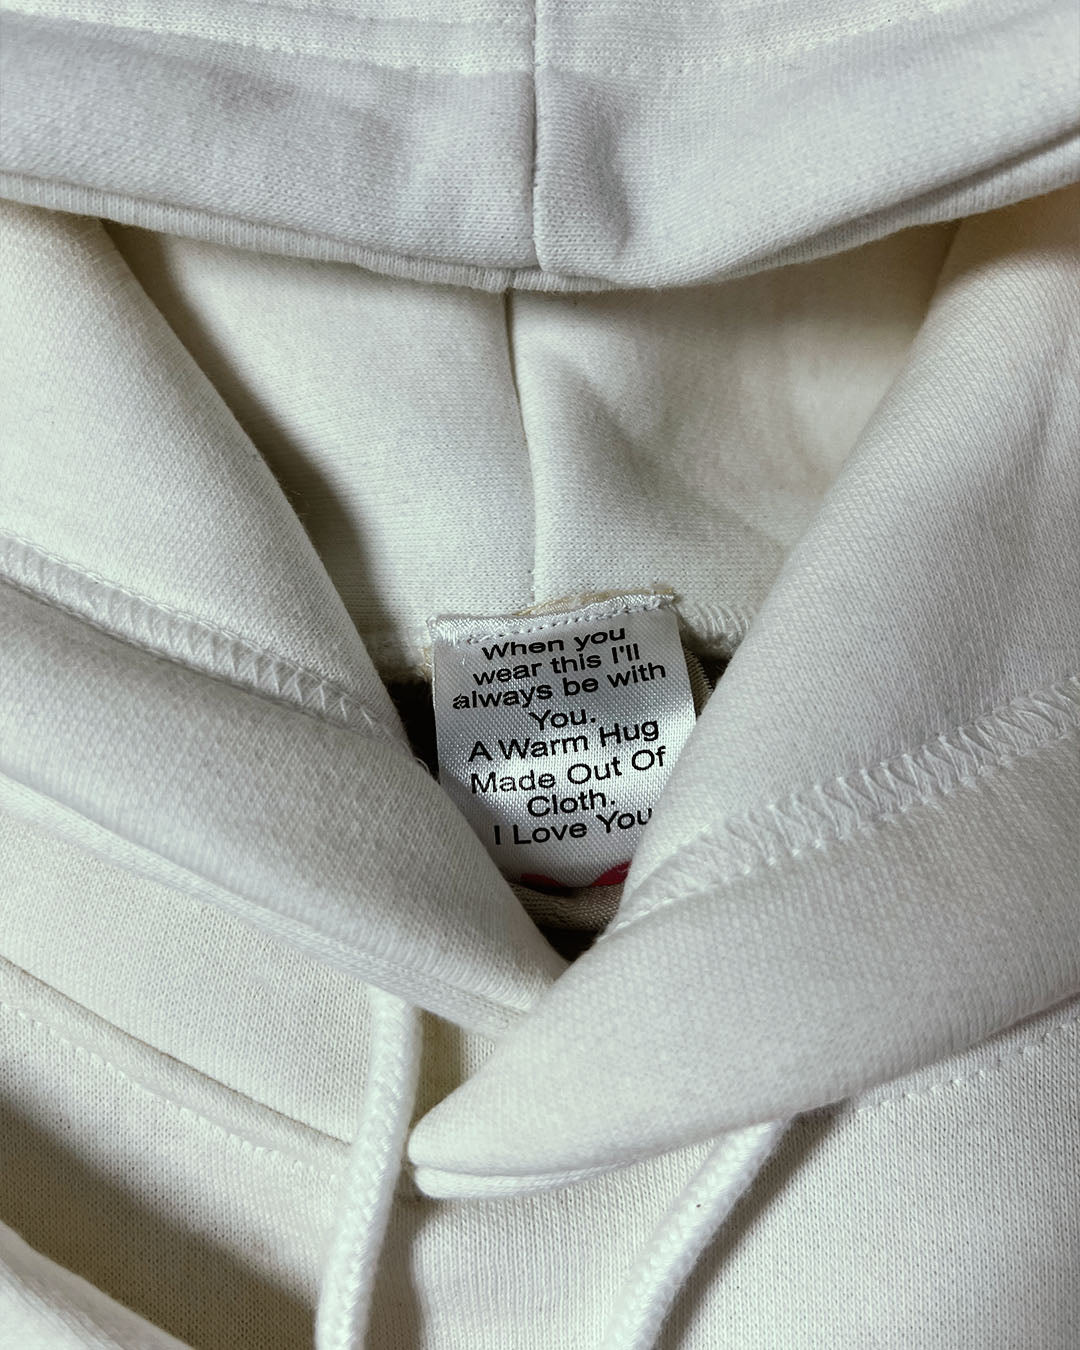 When you
wear this I'll
always be with
You.
A Warm Hug
Made Out Of
Cloth.
I Love You